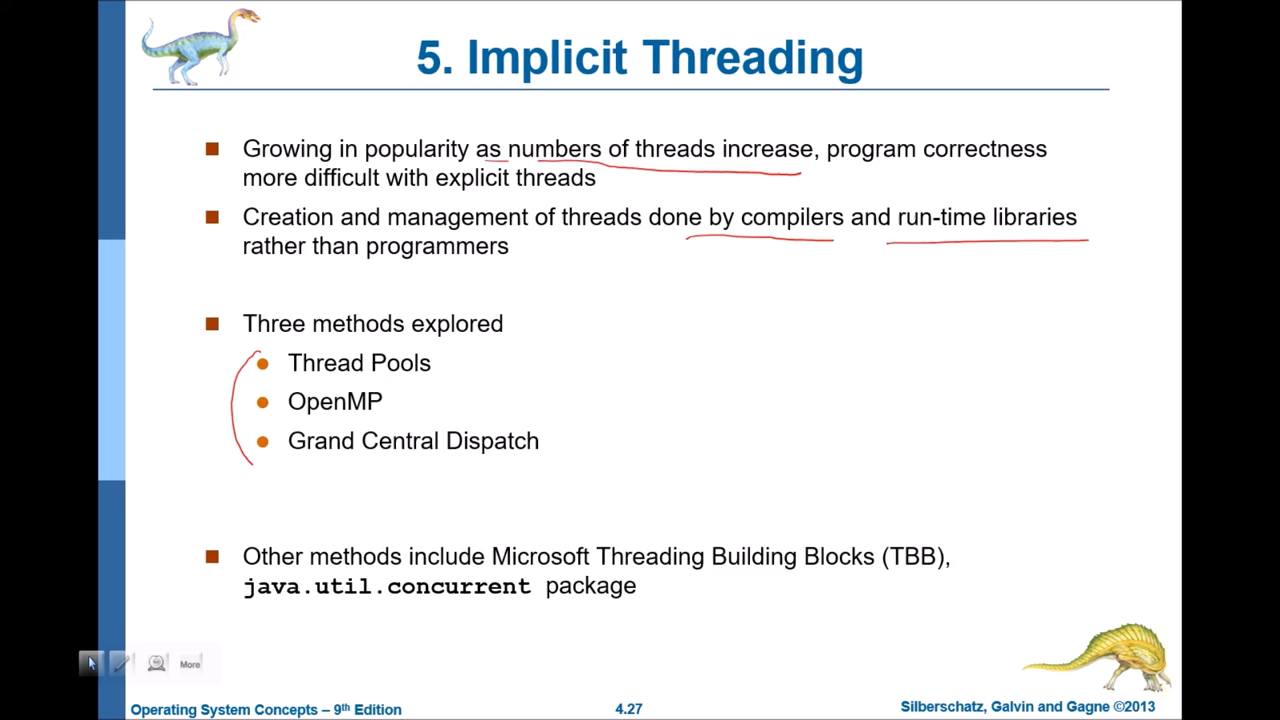 5. Implicit Threading
Growing in popularity as numbers of threads increase, program correctness
more difficult with explicit threads
Creation and management of threads done by compilers and run-time libraries
rather than programmers
Three methods explored
Thread Pools
OpenMP
Grand Central Dispatch
Other methods include Microsoft Threading Building Blocks (TBB),
java.util.concurrent package
More
Operating System Concepts – 9th Edition
4.27
Silberschatz, Galvin and Gagne ©2013